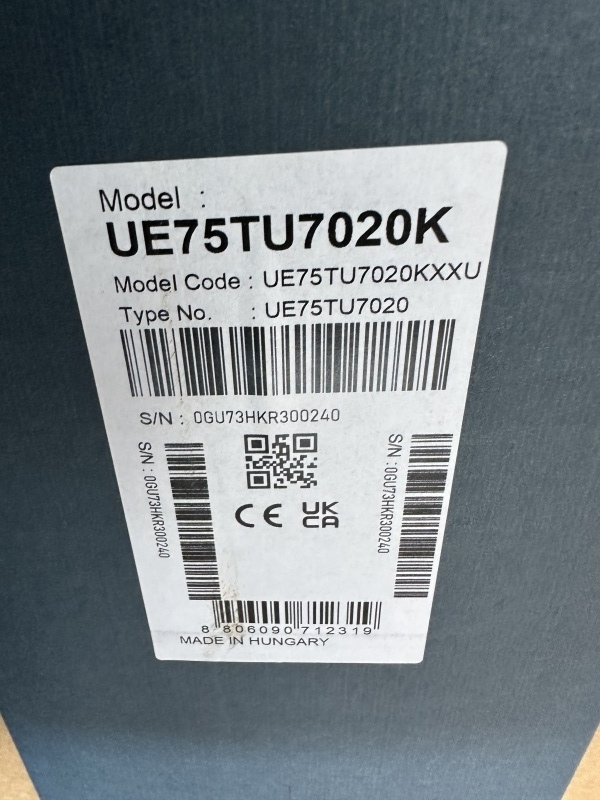 Model :
UE75TU7020K
Model Code : UE75TU7020KXXU
Type No. : UE75TU7020
S/N : 0GU73HKR300240
S/N : 0GU73HKR300240
S/N : 0GU73HKR300240
CE UK CA
8 806090 712319
MADE IN HUNGARY